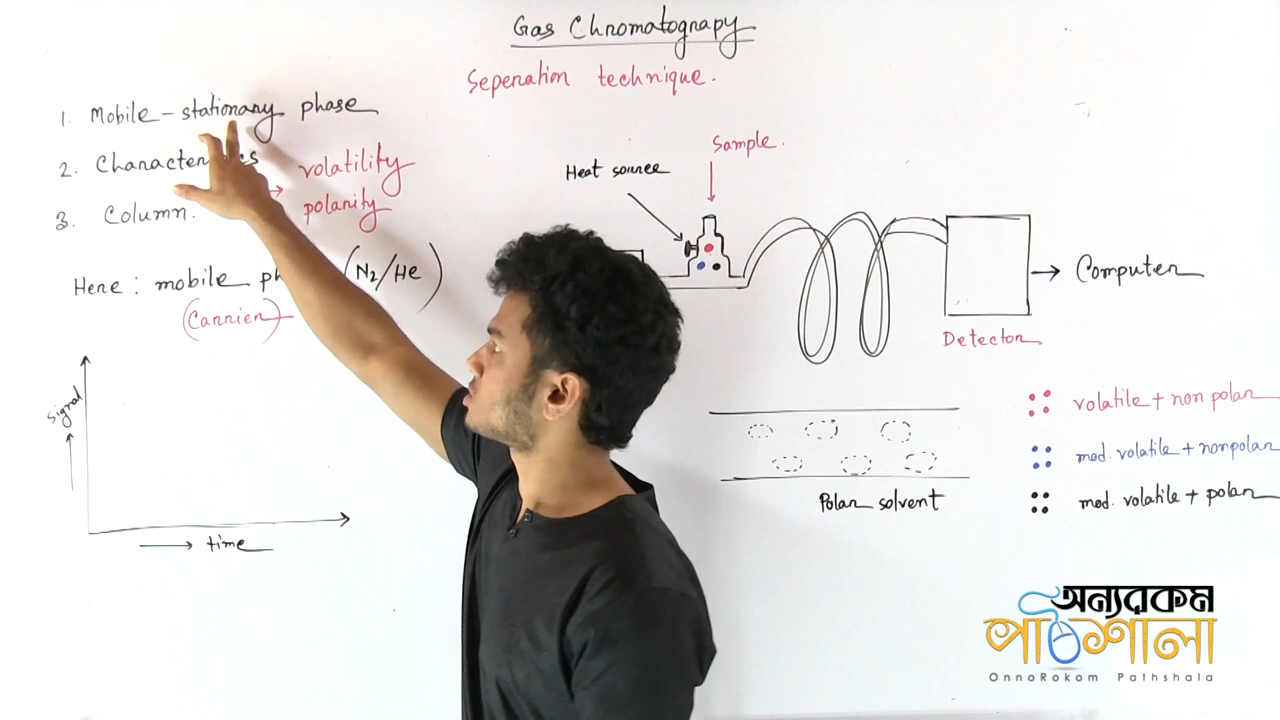 Gas Chromatograpy
Seperation technique.
1. Mobile - stationary phase
2. Characteristics
volatility
polarity
3. Column.
Here: mobile (N2/He)
(Carrier)
signal
time
Heat source
Sample.
Computer
Detector
Polar solvent
volatile + non polar
mod. volatile + nonpolar
mod. volatile + polar
অন্যরকম
পাঠশালা
OnnoRokom Pathshala